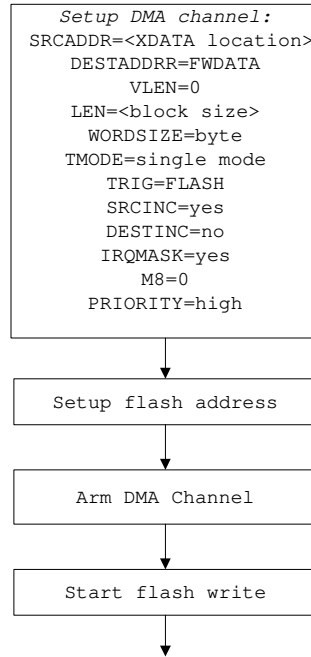 Setup DMA channel:
SRCADDR=<XDATA location>
DESTADDRR=FWDATA
VLEN=0
LEN=<block size>
WORDSIZE=byte
TMODE=single mode
TRIG=FLASH
SRCINC=yes
DESTINC=no
IRQMASK=yes
M8=0
PRIORITY=high
Setup flash address
Arm DMA Channel
Start flash write